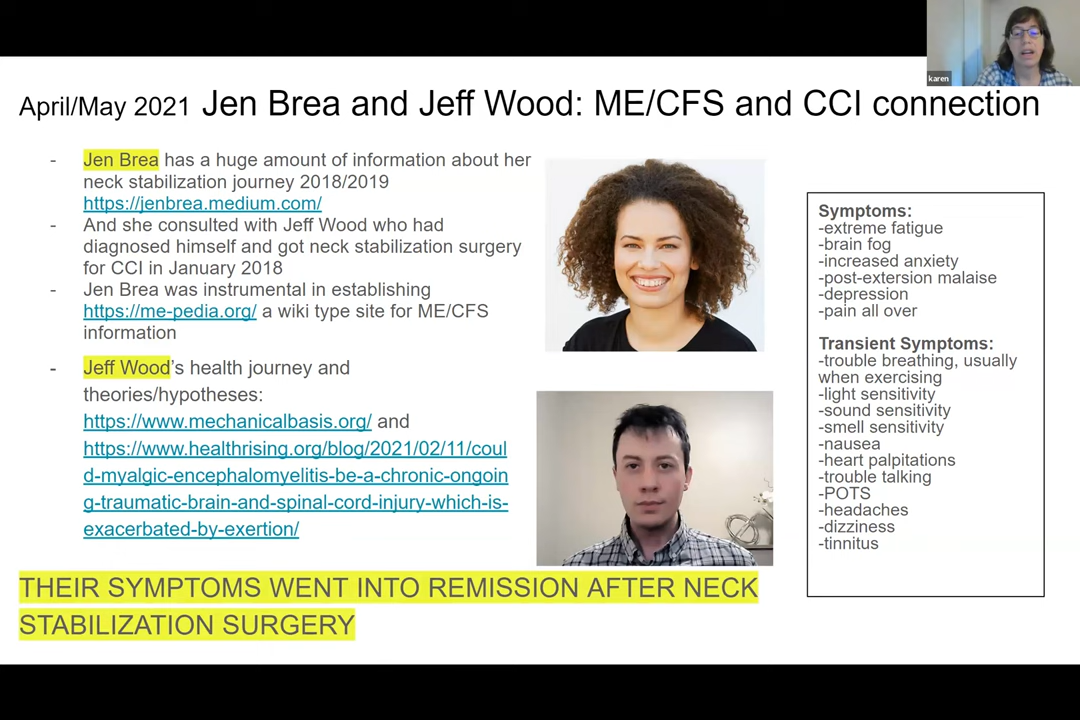 karen
April/May 2021 Jen Brea and Jeff Wood: ME/CFS and CCI connection
- Jen Brea has a huge amount of information about her
neck stabilization journey 2018/2019
https://jenbrea.medium.com/
- And she consulted with Jeff Wood who had
diagnosed himself and got neck stabilization surgery
for CCI in January 2018
- Jen Brea was instrumental in establishing
https://me-pedia.org/ a wiki type site for ME/CFS
information
- Jeff Wood's health journey and
theories/hypotheses:
https://www.mechanicalbasis.org/ and
https://www.healthrising.org/blog/2021/02/11/coul
d-myalgic-encephalomyelitis-be-a-chronic-ongoin
g-traumatic-brain-and-spinal-cord-injury-which-is-
exacerbated-by-exertion/
THEIR SYMPTOMS WENT INTO REMISSION AFTER NECK
STABILIZATION SURGERY
Symptoms:
-extreme fatigue
-brain fog
-increased anxiety
-post-extersion malaise
-depression
-pain all over
Transient Symptoms:
-trouble breathing, usually
when exercising
-light sensitivity
-sound sensitivity
-smell sensitivity
-nausea
-heart palpitations
-trouble talking
-POTS
-headaches
-dizziness
-tinnitus